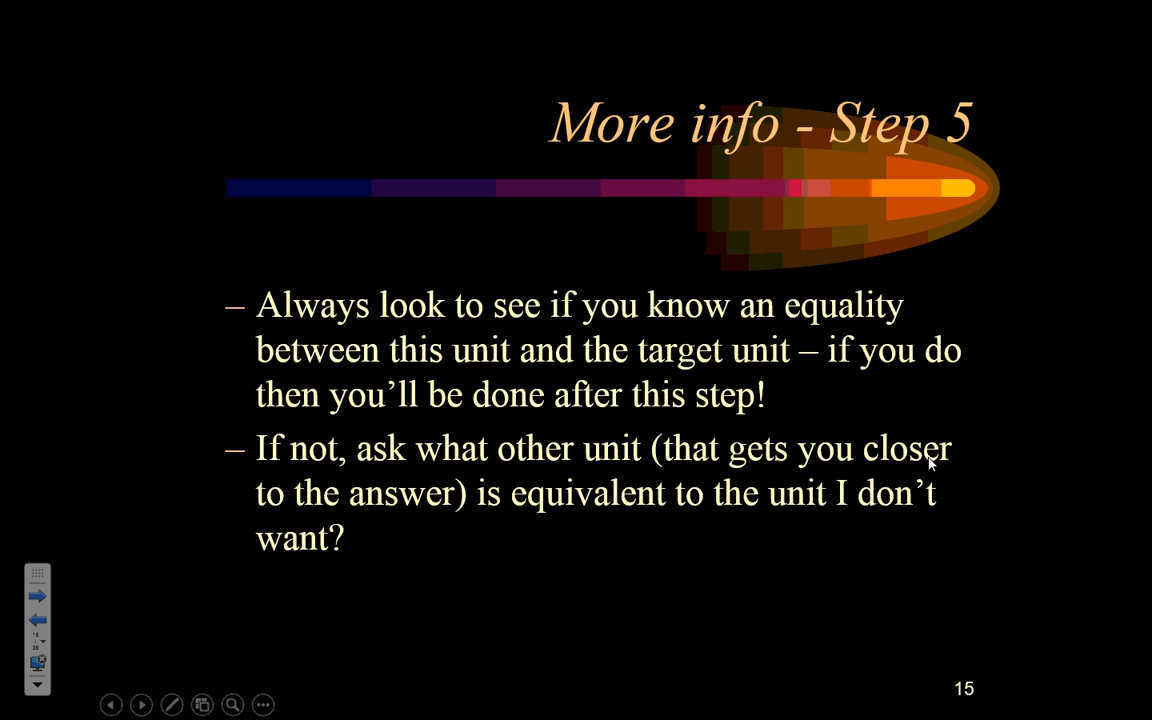 More info - Step 5
– Always look to see if you know an equality
between this unit and the target unit – if you do
then you’ll be done after this step!
– If not, ask what other unit (that gets you closer
to the answer) is equivalent to the unit I don’t
want?
15